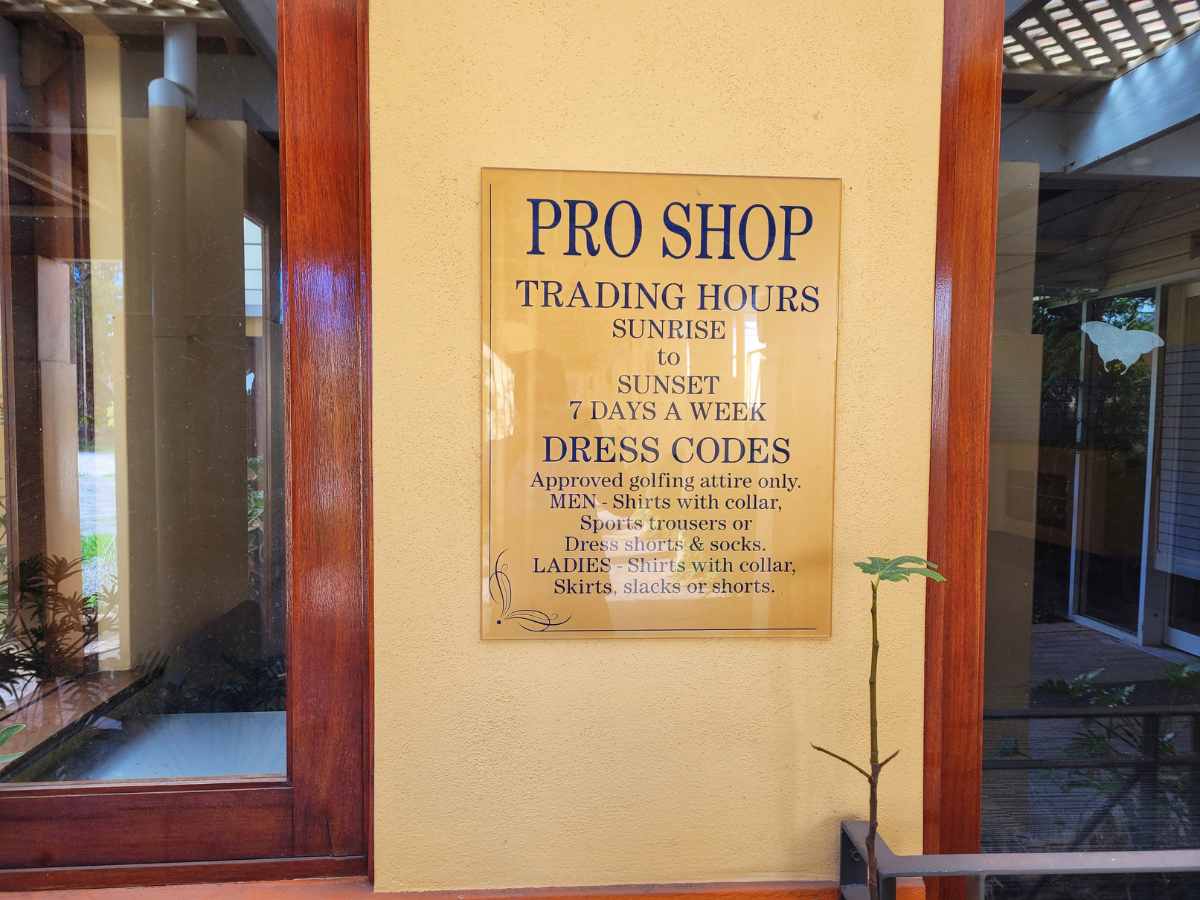 PRO SHOP
TRADING HOURS
SUNRISE
to
SUNSET
7 DAYS A WEEK
DRESS CODES
Approved golfing attire only.
MEN - Shirts with collar,
Sports trousers or
Dress shorts & socks.
LADIES - Shirts with collar,
Skirts, slacks or shorts.